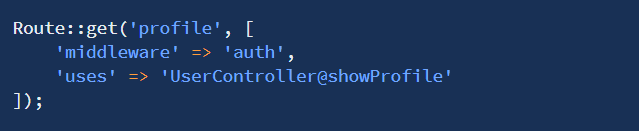 Route::get('profile', [
    'middleware' => 'auth',
    'uses' => 'UserController@showProfile'
]);